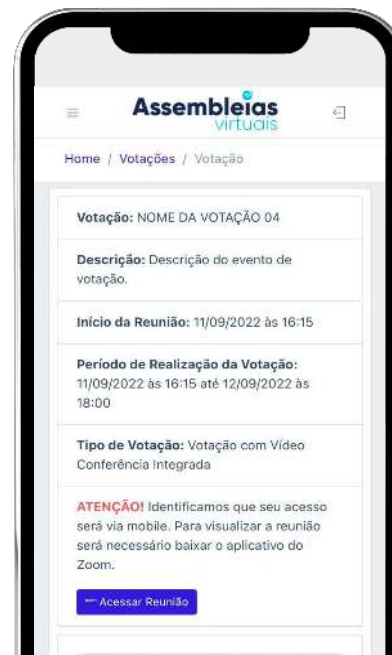 Assembleias
virtuais
Home / Votações / Votação
Votação: NOME DA VOTAÇÃO 04
Descrição: Descrição do evento de
votação.
Início da Reunião: 11/09/2022 às 16:15
Período de Realização da Votação:
11/09/2022 às 16:15 até 12/09/2022 às
18:00
Tipo de Votação: Votação com Vídeo
Conferência Integrada
ATENÇÃO! Identificamos que seu acesso
será via mobile. Para visualizar a reunião
será necessário baixar o aplicativo do
Zoom.
Acessar Reunião